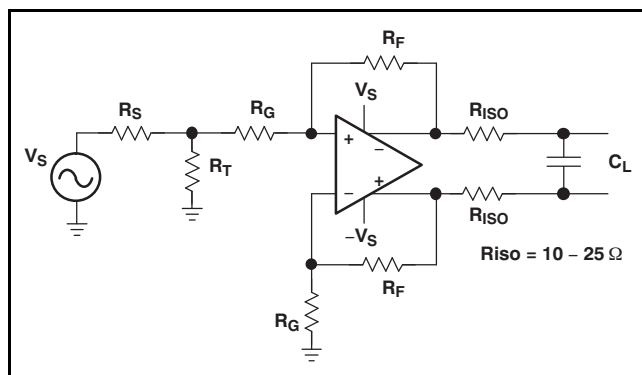 RF
VS
RS
RG
RISO
VS
+
−
RT
CL
−
+
RISO
−VS
Riso = 10 − 25 Ω
RF
RG